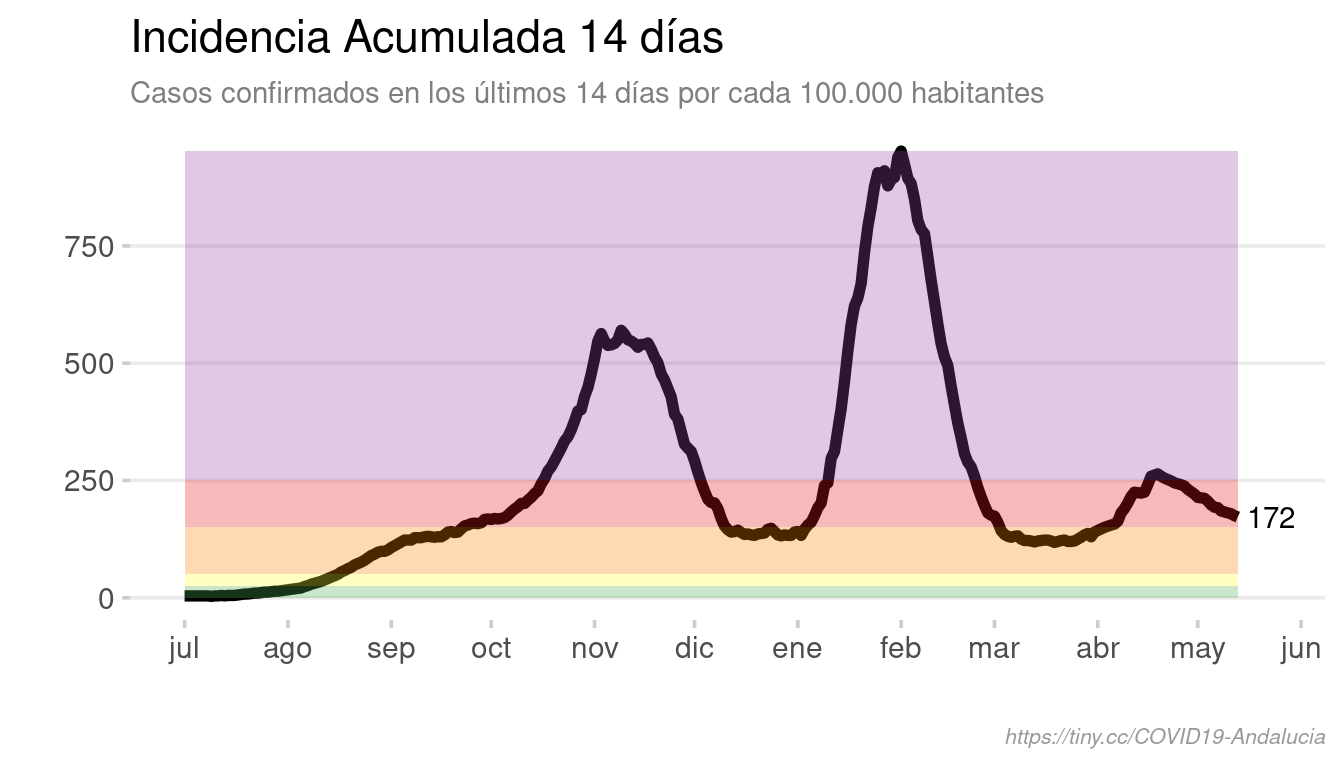 Incidencia Acumulada 14 días
Casos confirmados en los últimos 14 días por cada 100.000 habitantes
750
500
250
172
0
jul ago sep oct nov dic ene feb mar abr may jun
https://tiny.cc/COVID19-Andalucia